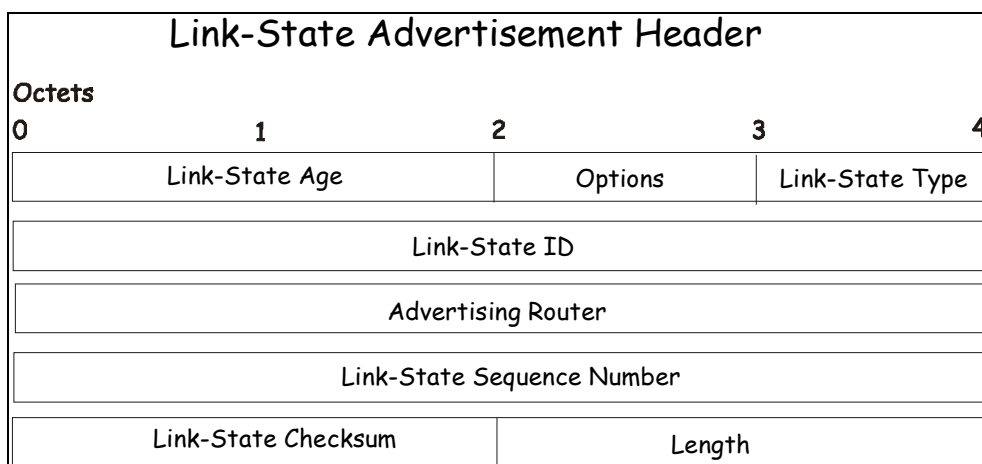 Link-State Advertisement Header
Octets
0 1 2 3 4
Link-State Age Options Link-State Type
Link-State ID
Advertising Router
Link-State Sequence Number
Link-State Checksum Length